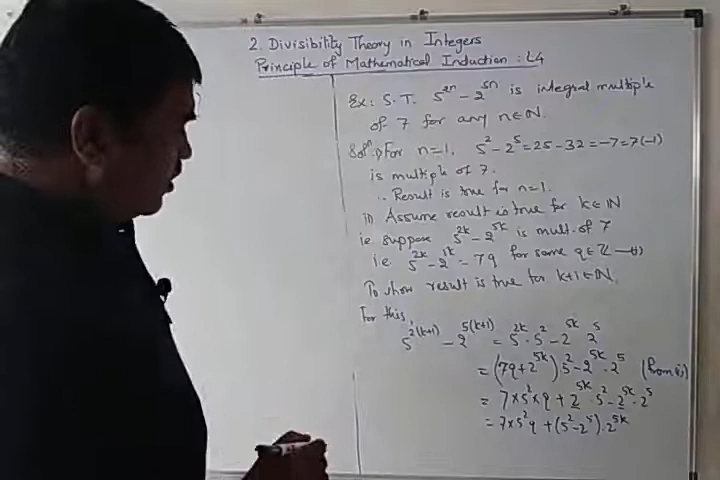 2. Divisibility Theory in Integers
Principle of Mathematical Induction : L4
Ex: S.T. 5^2n - 2^5n is integral multiple
of 7 for any n∈N.
Solⁿ: i) For n=1. 5^2 - 2^5 = 25 - 32 = -7 = 7(-1)
is multiple of 7.
∴ Result is true for n=1.
ii) Assume result is true for k∈N
ie suppose 5^2k - 2^5k is mult. of 7
i.e. 5^2k - 2^5k = 7q for some q∈Z —(1)
To show result is true for k+1∈N.
For this,
5^2(k+1) - 2^5(k+1) = 5^2k · 5^2 - 2^5k 2^5
= (7q + 2^5k) 5^2 - 2^5k · 2^5 (from (1))
= 7×5^2×q + 2^5k · 5^2 - 2^5k · 2^5
= 7×5^2q + (5^2 - 2^5) · 2^5k